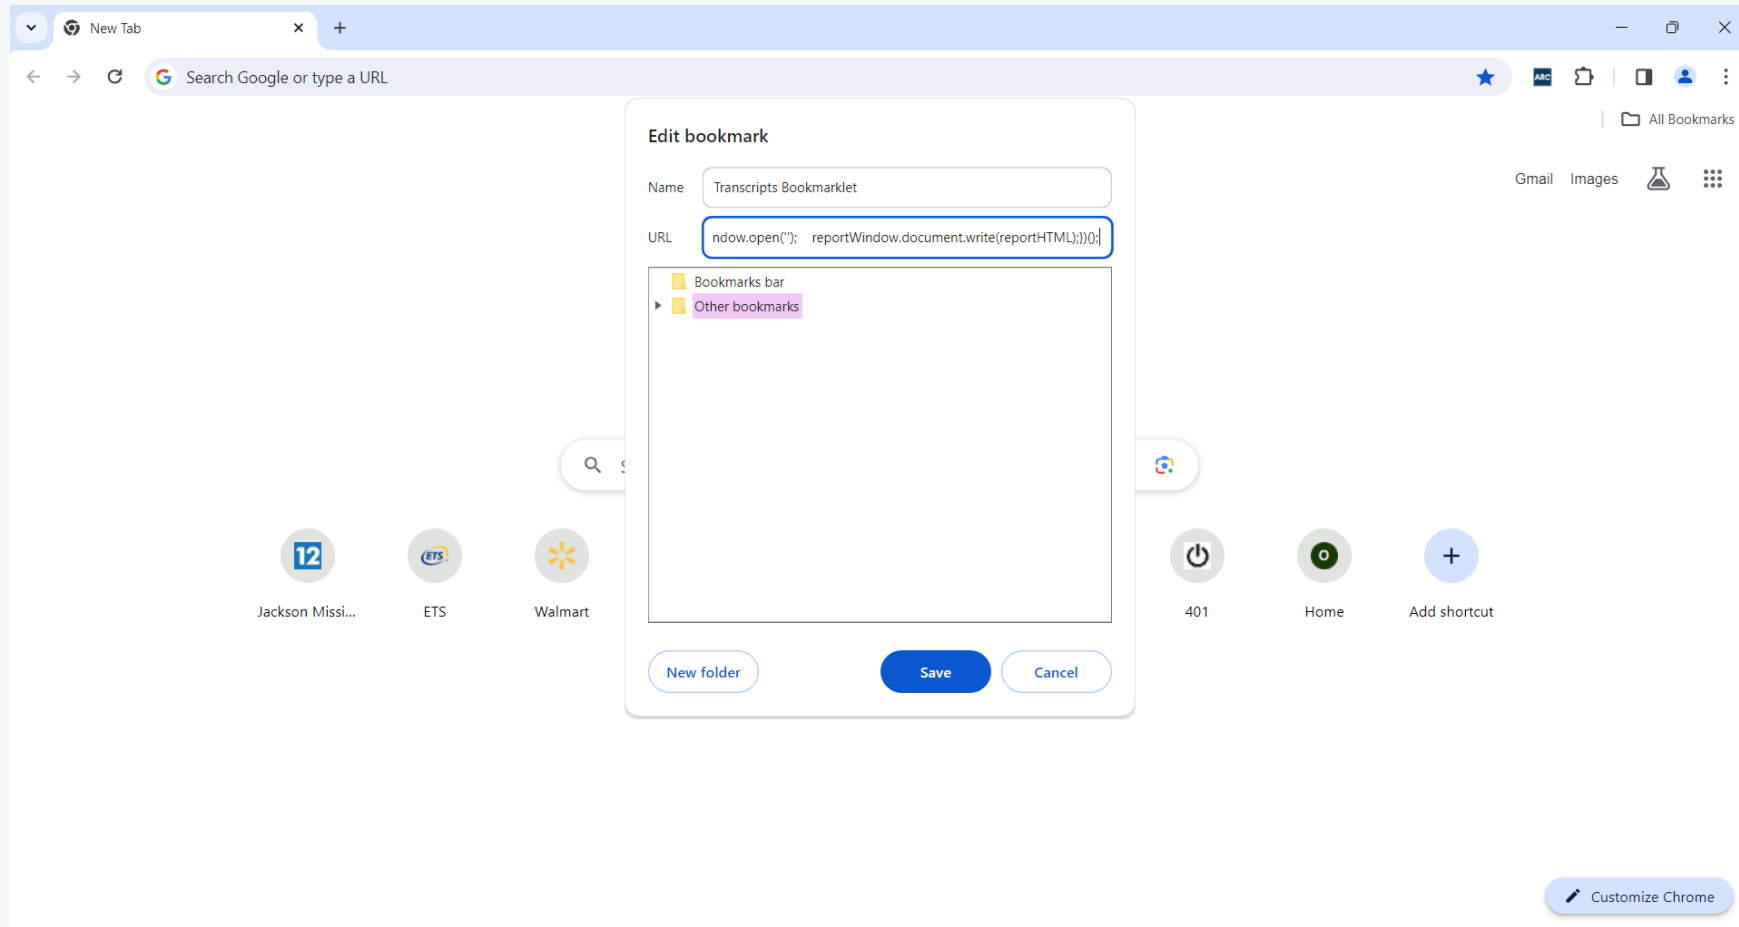 New Tab
Search Google or type a URL
ARC
All Bookmarks
Edit bookmark
Gmail Images
Name Transcripts Bookmarklet
URL ndow.open(''); reportWindow.document.write(reportHTML);})();
Bookmarks bar
Other bookmarks
12 ETS O
Jackson Missi... ETS Walmart 401 Home Add shortcut
New folder Save Cancel
Customize Chrome